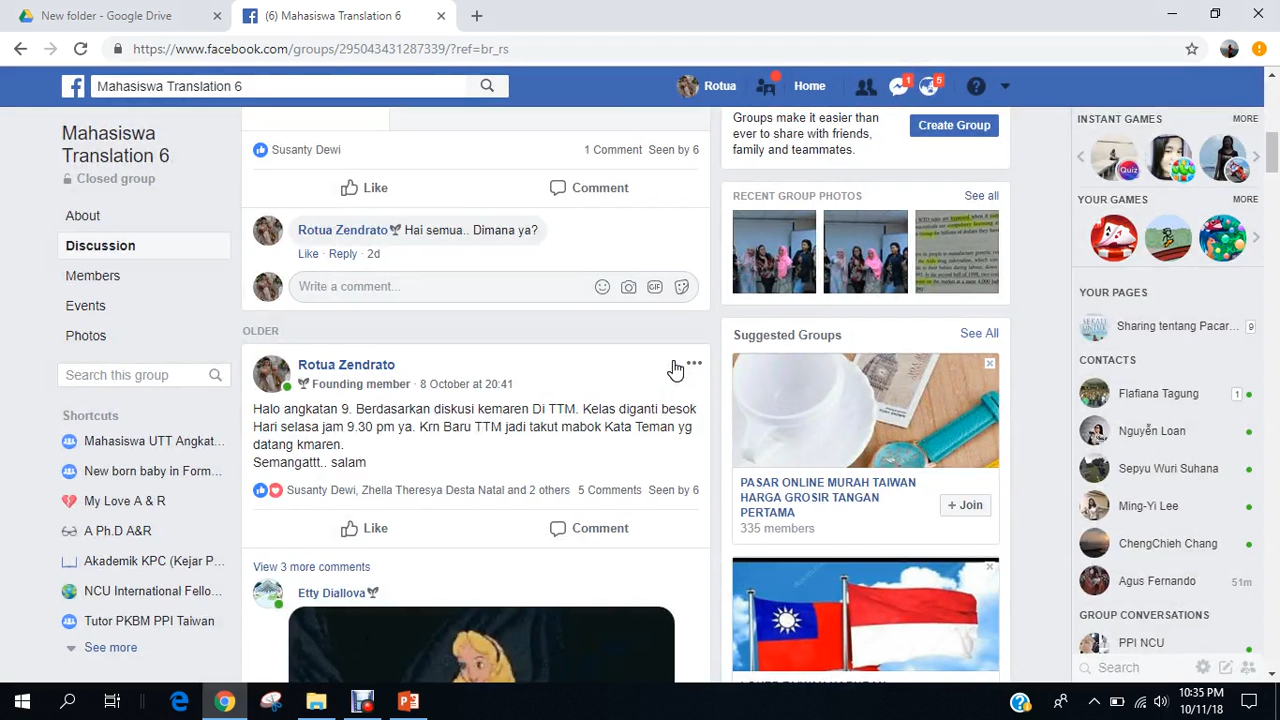 New folder - Google Drive
(6) Mahasiswa Translation 6
https://www.facebook.com/groups/295043431287339/?ref=br_rs
Mahasiswa Translation 6
Rotua
Home
1
5
Mahasiswa
Translation 6
Closed group
About
Discussion
Members
Events
Photos
Search this group
Shortcuts
Mahasiswa UTT Angkat...
New born baby in Form...
My Love A & R
A Ph.D A&R
Akademik KPC (Kejar P...
NCU International Fello...
Tutor PKBM PPI Taiwan
See more
Susanty Dewi
1 Comment Seen by 6
Like
Comment
Rotua Zendrato Hai semua.. Dimana ya?
Like · Reply · 2d
Write a comment...
GIF
OLDER
Rotua Zendrato
Founding member · 8 October at 20:41
Halo angkatan 9. Berdasarkan diskusi kemaren Di TTM. Kelas diganti besok
Hari selasa jam 9.30 pm ya. Krn Baru TTM jadi takut mabok Kata Teman yg
datang kmaren.
Semangattt.. salam
Susanty Dewi, Zhella Theresya Desta Natal and 2 others
5 Comments Seen by 6
Like
Comment
View 3 more comments
Etty Diallova
Groups make it easier than
ever to share with friends,
family and teammates.
Create Group
RECENT GROUP PHOTOS
See all
Suggested Groups
See All
PASAR ONLINE MURAH TAIWAN
HARGA GROSIR TANGAN
PERTAMA
335 members
+ Join
INSTANT GAMES
MORE
Quiz
YOUR GAMES
MORE
YOUR PAGES
Sharing tentang Pacar...
9
CONTACTS
Flafiana Tagung
1
Nguyễn Loan
Sepyu Wuri Suhana
Ming-Yi Lee
ChengChieh Chang
Agus Fernando
51m
GROUP CONVERSATIONS
PPI NCU
Search
10:35 PM
10/11/18